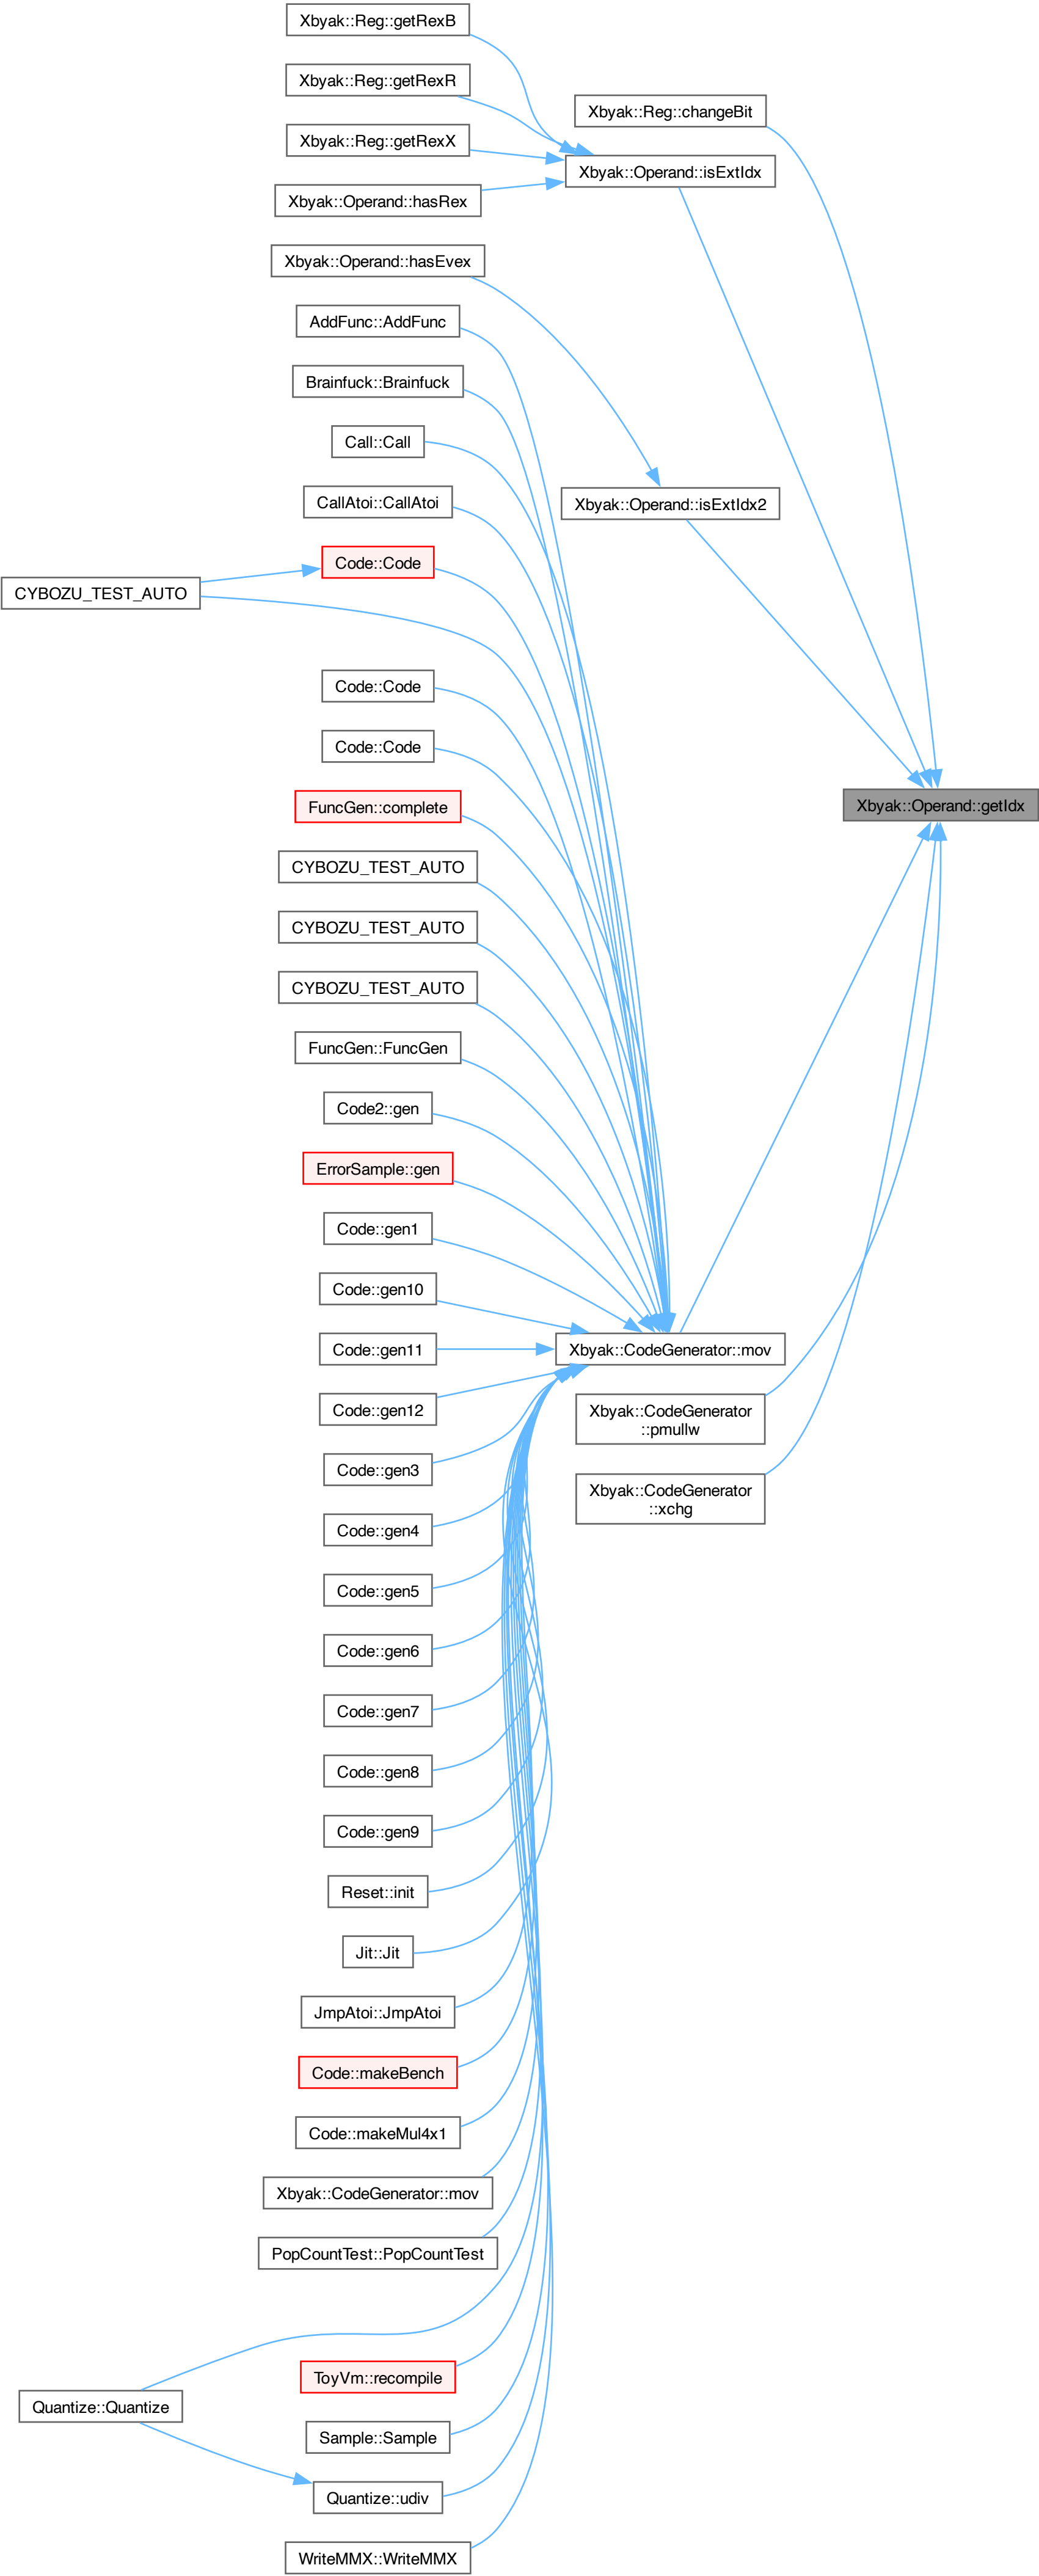 Xbyak::Reg::getRexB
Xbyak::Reg::getRexR
Xbyak::Reg::changeBit
Xbyak::Reg::getRexX
Xbyak::Operand::isExtIdx
Xbyak::Operand::hasRex
Xbyak::Operand::hasEvex
AddFunc::AddFunc
Brainfuck::Brainfuck
Call::Call
CallAtoi::CallAtoi
Xbyak::Operand::isExtIdx2
Code::Code
CYBOZU_TEST_AUTO
Code::Code
Code::Code
FuncGen::complete
Xbyak::Operand::getIdx
CYBOZU_TEST_AUTO
CYBOZU_TEST_AUTO
CYBOZU_TEST_AUTO
FuncGen::FuncGen
Code2::gen
ErrorSample::gen
Code::gen1
Code::gen10
Code::gen11
Xbyak::CodeGenerator::mov
Code::gen12
Xbyak::CodeGenerator
::pmullw
Code::gen3
Xbyak::CodeGenerator
::xchg
Code::gen4
Code::gen5
Code::gen6
Code::gen7
Code::gen8
Code::gen9
Reset::init
Jit::Jit
JmpAtoi::JmpAtoi
Code::makeBench
Code::makeMul4x1
Xbyak::CodeGenerator::mov
PopCountTest::PopCountTest
ToyVm::recompile
Quantize::Quantize
Sample::Sample
Quantize::udiv
WriteMMX::WriteMMX